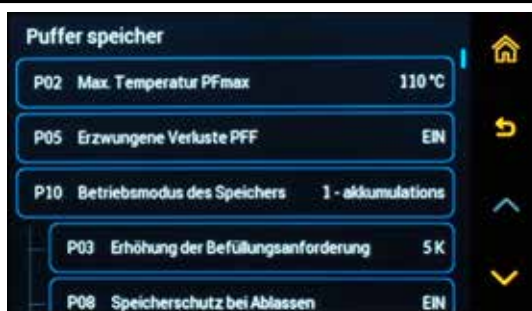 Puffer speicher
P02 Max. Temperatur PFmax 110 °C
P05 Erzwungene Verluste PFF EIN
P10 Betriebsmodus des Speichers 1 - akkumulations
P03 Erhöhung der Befüllungsanforderung 5 K
P08 Speicherschutz bei Ablassen EIN